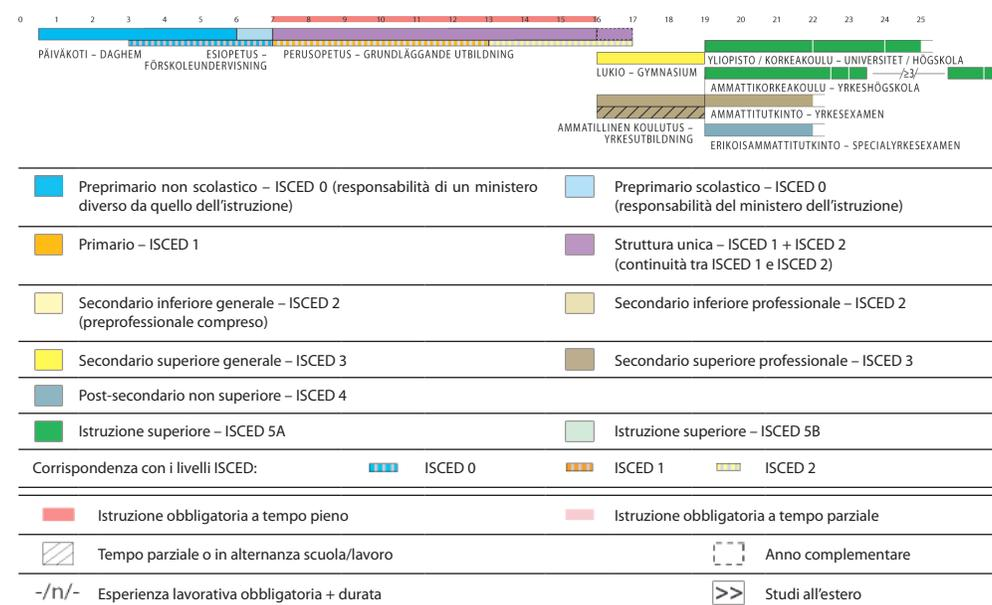 0 1 2 3 4 5 6 7 8 9 10 11 12 13 14 15 16 17 19 20 21 22 23 24 25
PÄIVÄKOTI – DAGHEM
ESIOPETUS –
FÖRSKOLEUNDERVISNING
PERUSOPETUS – GRUNDLÄGGANDE UTBILDNING
LUKIO – GYMNASIUM
YLIOPISTO / KORKEAKOULU – UNIVERSITET / HÖGSKOLA
-/≥3/-
AMMATTIKORKEAKOULU – YRKESHÖGSKOLA
AMMATTITUTKINTO – YRKESEXAMEN
AMMATILLINEN KOULUTUS –
YRKESUTBILDNING
ERIKOISAMMATTITUTKINTO – SPECIALYRKESEXAMEN
Preprimario non scolastico – ISCED 0 (responsabilità di un ministero
diverso da quello dell'istruzione)
Preprimario scolastico – ISCED 0
(responsabilità del ministero dell'istruzione)
Primario – ISCED 1
Struttura unica – ISCED 1 + ISCED 2
(continuità tra ISCED 1 e ISCED 2)
Secondario inferiore generale – ISCED 2
(preprofessionale compreso)
Secondario inferiore professionale – ISCED 2
Secondario superiore generale – ISCED 3
Secondario superiore professionale – ISCED 3
Post-secondario non superiore – ISCED 4
Istruzione superiore – ISCED 5A
Istruzione superiore – ISCED 5B
Corrispondenza con i livelli ISCED: ISCED 0 ISCED 1 ISCED 2
Istruzione obbligatoria a tempo pieno
Istruzione obbligatoria a tempo parziale
Tempo parziale o in alternanza scuola/lavoro
Anno complementare
-/n/- Esperienza lavorativa obbligatoria + durata
>> Studi all'estero